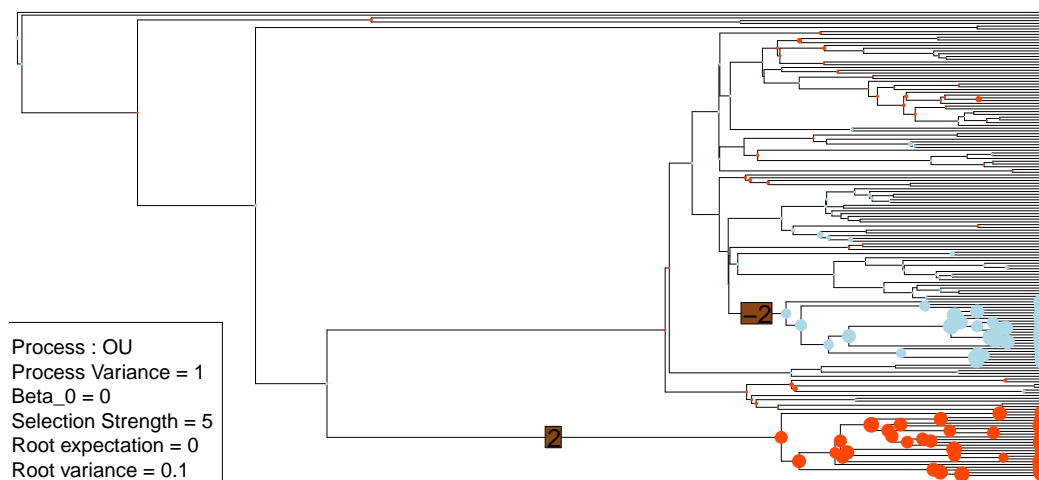 −2
Process : OU
Process Variance = 1
Beta_0 = 0
Selection Strength = 5
Root expectation = 0
Root variance = 0.1
2